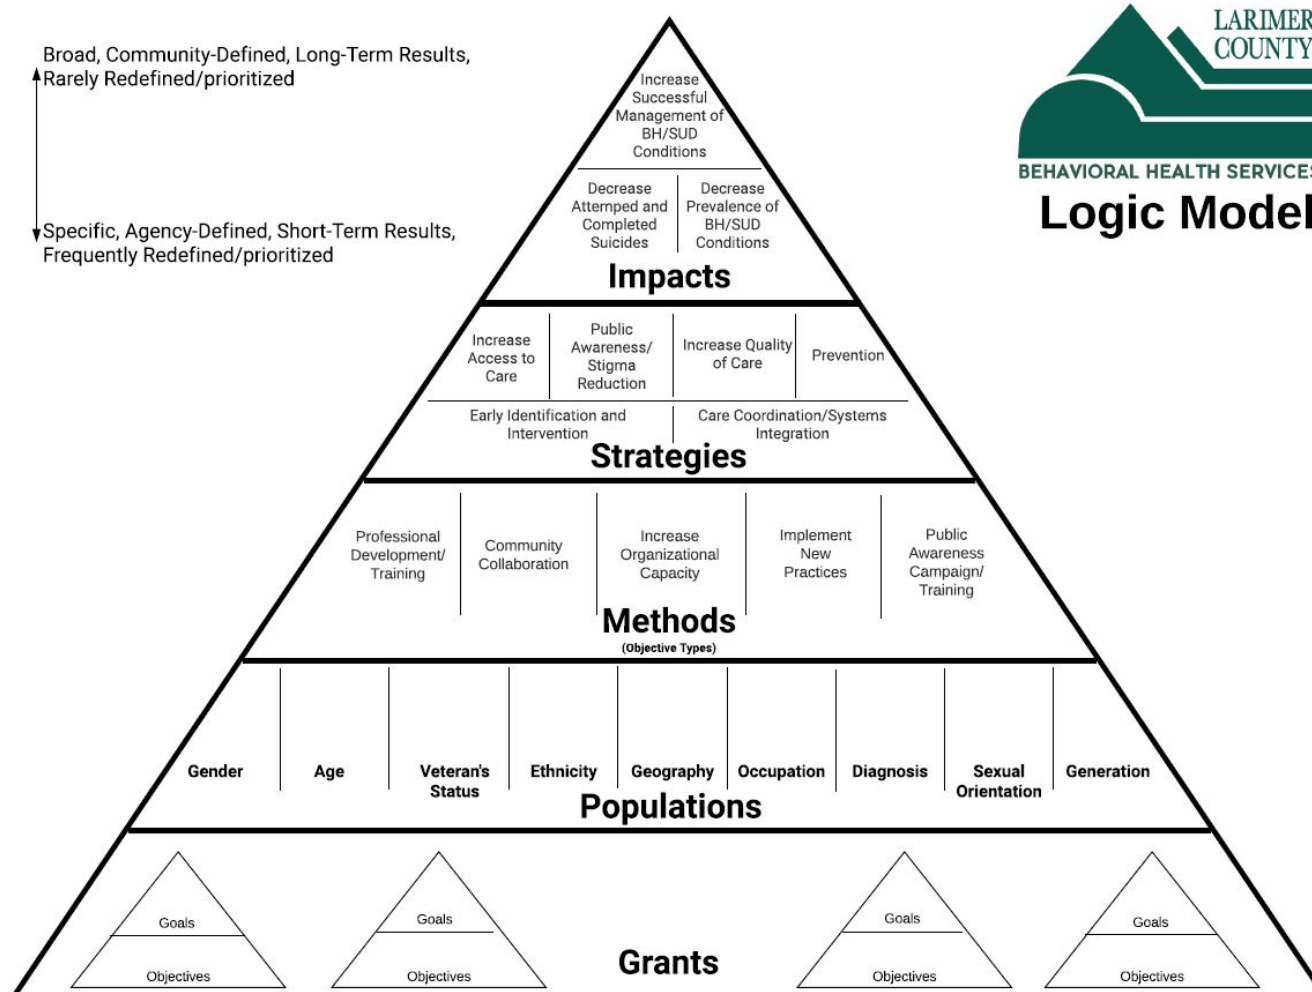 Broad, Community-Defined, Long-Term Results,
Rarely Redefined/prioritized
Specific, Agency-Defined, Short-Term Results,
Frequently Redefined/prioritized
LARIMER
COUNTY
BEHAVIORAL HEALTH SERVICES
Logic Model
Increase
Successful
Management of
BH/SUD
Conditions
Decrease
Attemped and
Completed
Suicides
Decrease
Prevalence of
BH/SUD
Conditions
Impacts
Increase
Access to
Care
Public
Awareness/
Stigma
Reduction
Increase Quality
of Care
Prevention
Early Identification and
Intervention
Care Coordination/Systems
Integration
Strategies
Professional
Development/
Training
Community
Collaboration
Increase
Organizational
Capacity
Implement
New
Practices
Public
Awareness
Campaign/
Training
Methods
(Objective Types)
Gender
Age
Veteran's
Status
Ethnicity
Geography
Occupation
Diagnosis
Sexual
Orientation
Generation
Populations
Goals
Objectives
Goals
Objectives
Grants
Goals
Objectives
Goals
Objectives